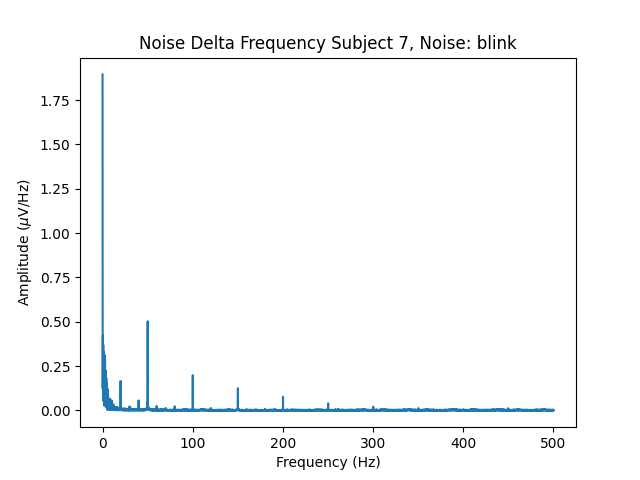 Noise Delta Frequency Subject 7, Noise: blink
Amplitude (μV/Hz)
1.75
1.50
1.25
1.00
0.75
0.50
0.25
0.00
0 100 200 300 400 500
Frequency (Hz)